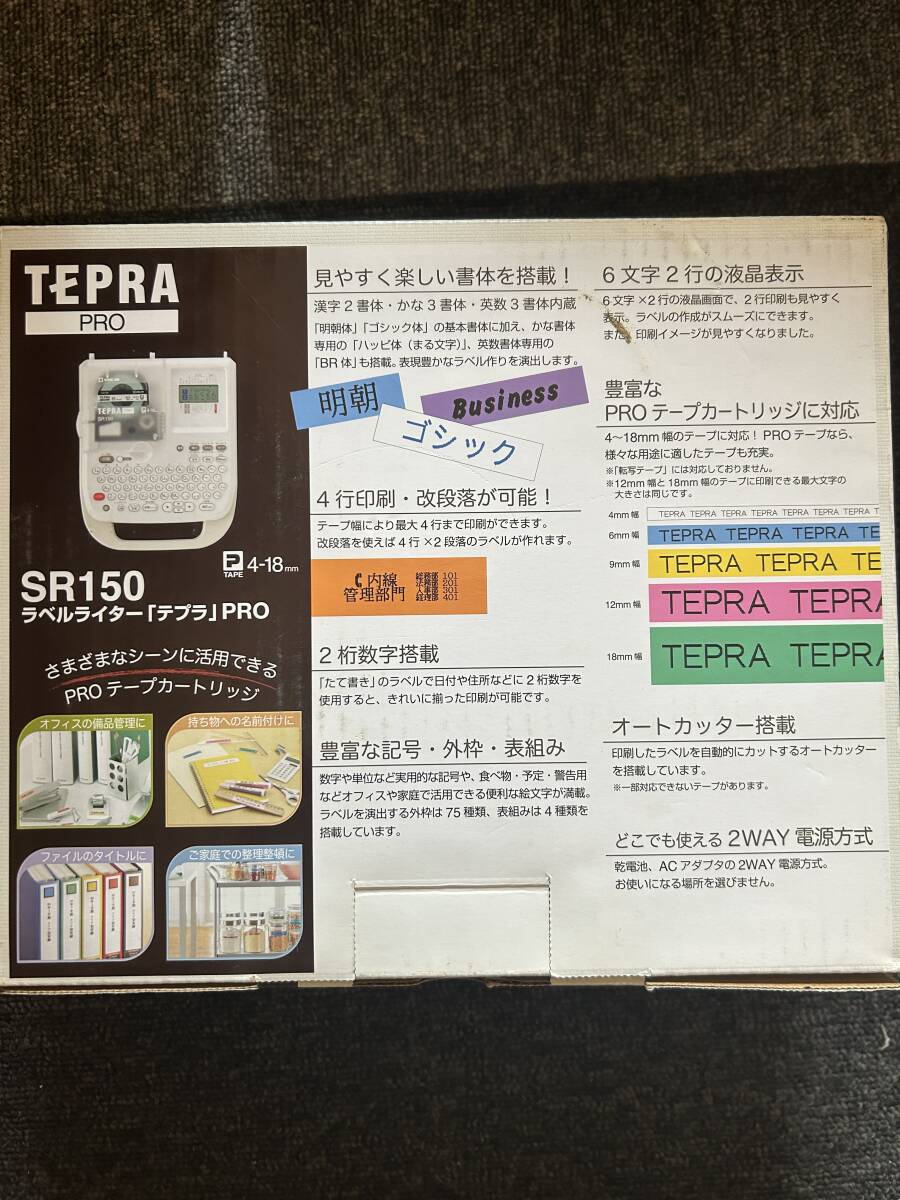 TEPRA
PRO
SR150
TAPE
4-18mm
ラベルライター「テプラ」PRO
さまざまなシーンに活用できる
PROテープカートリッジ
オフィスの備品管理に
持ち物への名前付けに
ファイルのタイトルに
ご家庭での整理整頓に
見やすく楽しい書体を搭載！
漢字2書体・かな3書体・英数3書体内蔵
「明朝体」「ゴシック体」の基本書体に加え、かな書体
専用の「ハッピ体（まる文字）」、英数書体専用の
「BR体」も搭載。表現豊かなラベル作りを演出します。
明朝
Business
ゴシック
4行印刷・改段落が可能！
テープ幅により最大4行まで印刷ができます。
改段落を使えば4行×2段落のラベルが作れます。
内線
管理部門
総務部 101
法務部 201
人事部 301
経理部 401
2桁数字搭載
「たて書き」のラベルで日付や住所などに2桁数字を
使用すると、きれいに揃った印刷が可能です。
豊富な記号・外枠・表組み
数字や単位など実用的な記号や、食べ物・予定・警告用
などオフィスや家庭で活用できる便利な絵文字が満載。
ラベルを演出する外枠は75種類、表組みは4種類を
搭載しています。
6文字2行の液晶表示
6文字×2行の液晶画面で、2行印刷も見やすく
表示。ラベルの作成がスムーズにできます。
また、印刷イメージが見やすくなりました。
豊富な
PROテープカートリッジに対応
4～18mm幅のテープに対応！PROテープなら、
様々な用途に適したテープも充実。
※「転写テープ」には対応しておりません。
※12mm幅と18mm幅のテープに印刷できる最大文字の
大きさは同じです。
4mm幅 TEPRA TEPRA TEPRA TEPRA TEPRA TEPRA TEPRA T
6mm幅 TEPRA TEPRA TEPRA TE
9mm幅 TEPRA TEPRA TE
12mm幅 TEPRA TEPRA
18mm幅 TEPRA TEPRA
オートカッター搭載
印刷したラベルを自動的にカットするオートカッター
を搭載しています。
※一部対応できないテープがあります。
どこでも使える2WAY電源方式
乾電池、ACアダプタの2WAY電源方式。
お使いになる場所を選びません。